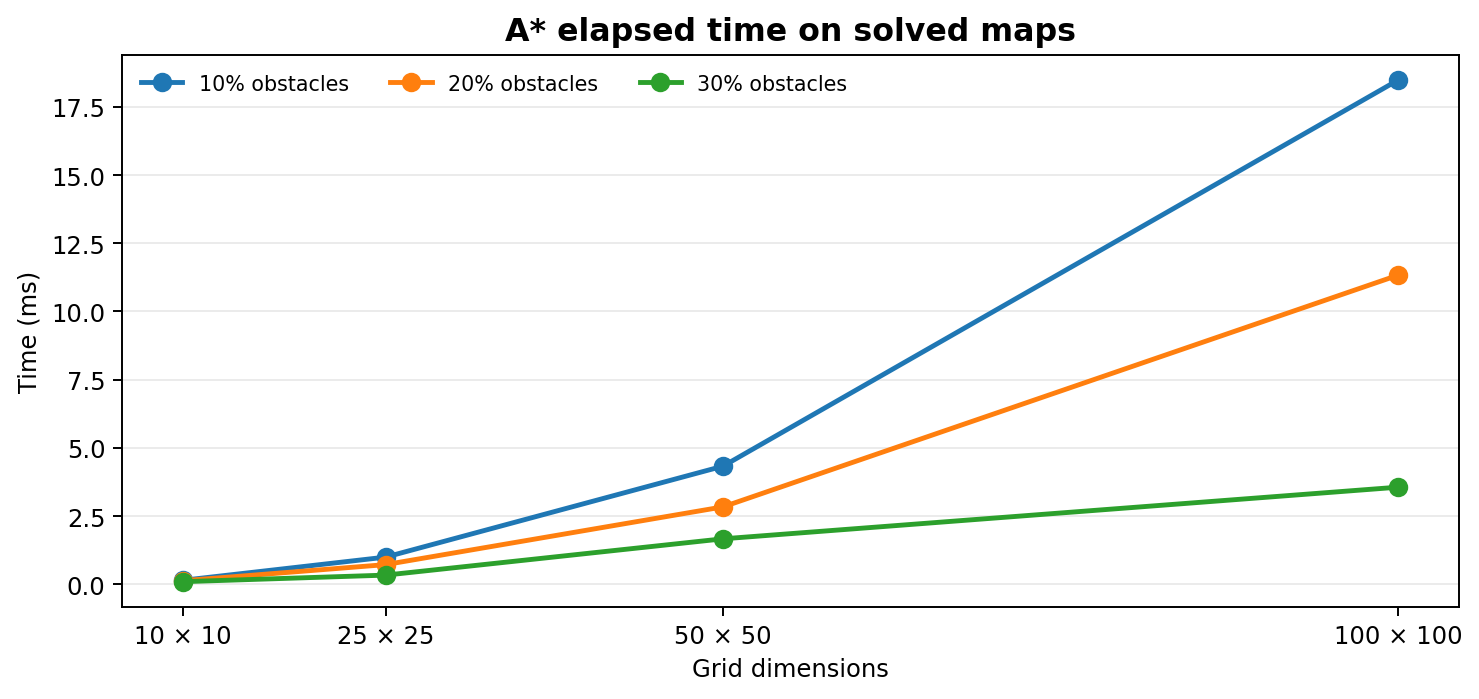 A* elapsed time on solved maps
10% obstacles 20% obstacles 30% obstacles
17.5
15.0
12.5
10.0
7.5
5.0
2.5
0.0
Time (ms)
10 × 10 25 × 25 50 × 50 100 × 100
Grid dimensions